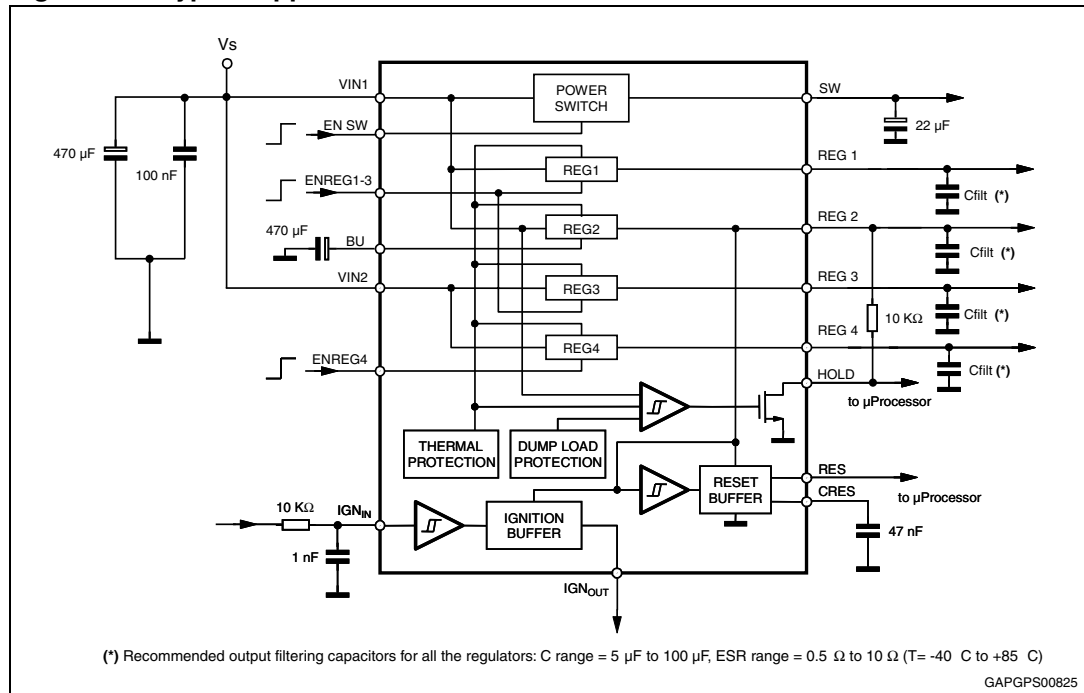 Vs
VIN1
POWER
SWITCH
SW
EN SW
22 µF
470 µF
100 nF
REG 1
REG1
ENREG1-3
Cfilt (*)
REG 2
470 µF
REG2
BU
Cfilt (*)
VIN2
REG 3
REG3
10 KΩ
Cfilt (*)
REG 4
REG4
ENREG4
Cfilt (*)
HOLD
to µProcessor
THERMAL
PROTECTION
DUMP LOAD
PROTECTION
RES
RESET
BUFFER
to µProcessor
CRES
10 KΩ
IGNIN
IGNITION
BUFFER
47 nF
1 nF
IGNOUT
(*) Recommended output filtering capacitors for all the regulators: C range = 5 µF to 100 µF, ESR range = 0.5 Ω to 10 Ω (T= -40 C to +85 C)
GAPGPS00825